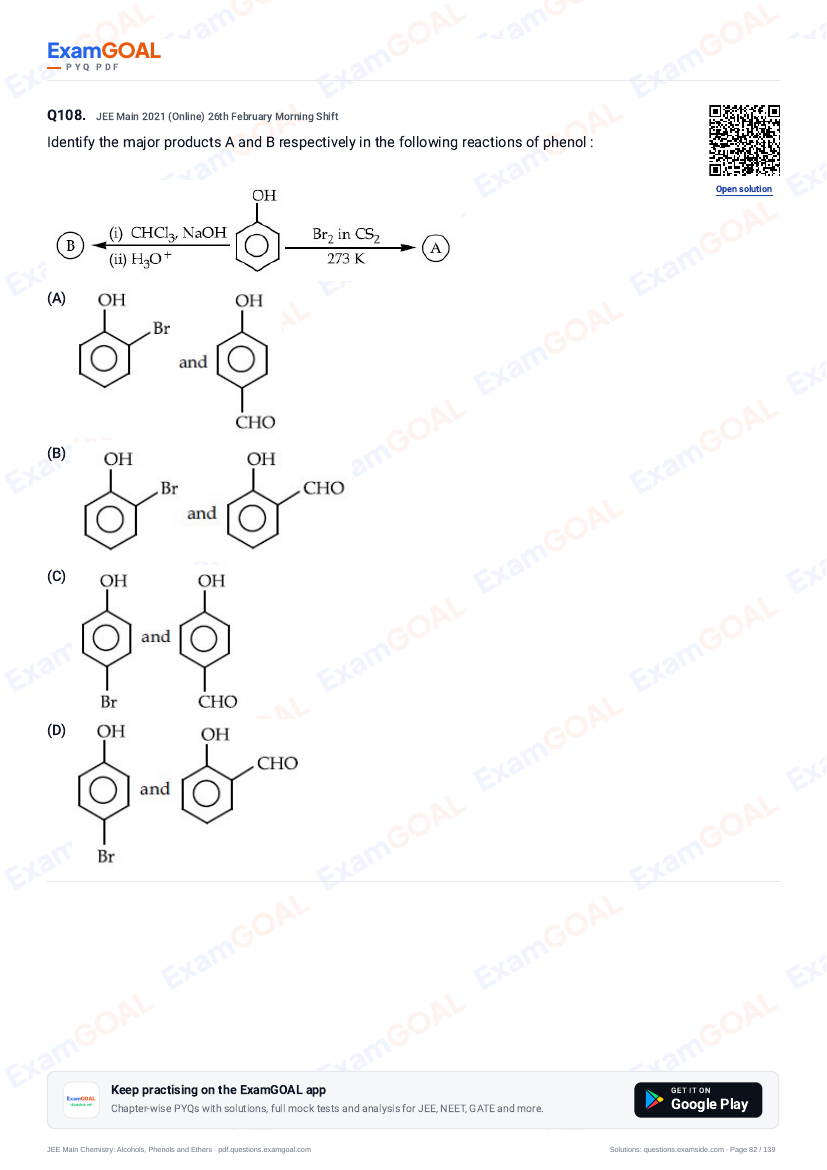 ExamGOAL
PYQ PDF
Q108. JEE Main 2021 (Online) 26th February Morning Shift
Identify the major products A and B respectively in the following reactions of phenol :
Open solution
OH
B (i) CHCl3, NaOH Br2 in CS2 A
(ii) H3O+ 273 K
(A)
OH OH
Br
and
CHO
(B)
OH OH
Br CHO
and
(C)
OH OH
and
Br CHO
(D)
OH OH
CHO
and
Br
Keep practising on the ExamGOAL app
Chapter-wise PYQs with solutions, full mock tests and analysis for JEE, NEET, GATE and more.
GET IT ON
Google Play
JEE Main Chemistry: Alcohols, Phenols and Ethers · pdf.questions.examgoal.com
Solutions: questions.examside.com · Page 82 / 139